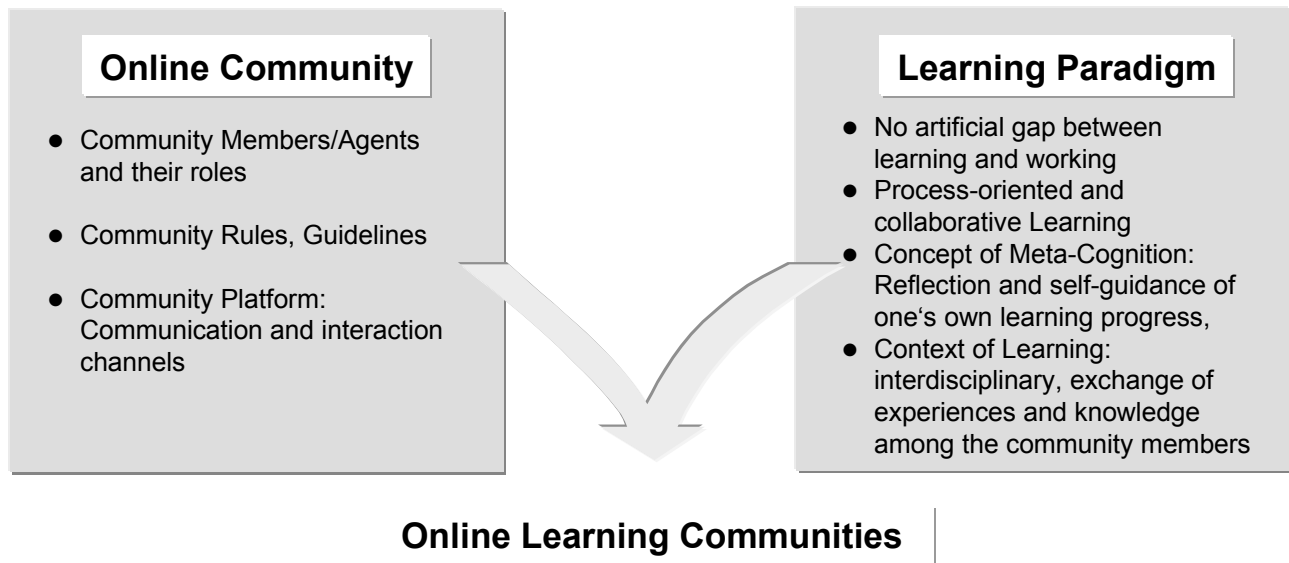 Online Community
● Community Members/Agents
and their roles
● Community Rules, Guidelines
● Community Platform:
Communication and interaction
channels
Learning Paradigm
● No artificial gap between
learning and working
● Process-oriented and
collaborative Learning
● Concept of Meta-Cognition:
Reflection and self-guidance of
one‘s own learning progress,
● Context of Learning:
interdisciplinary, exchange of
experiences and knowledge
among the community members
Online Learning Communities